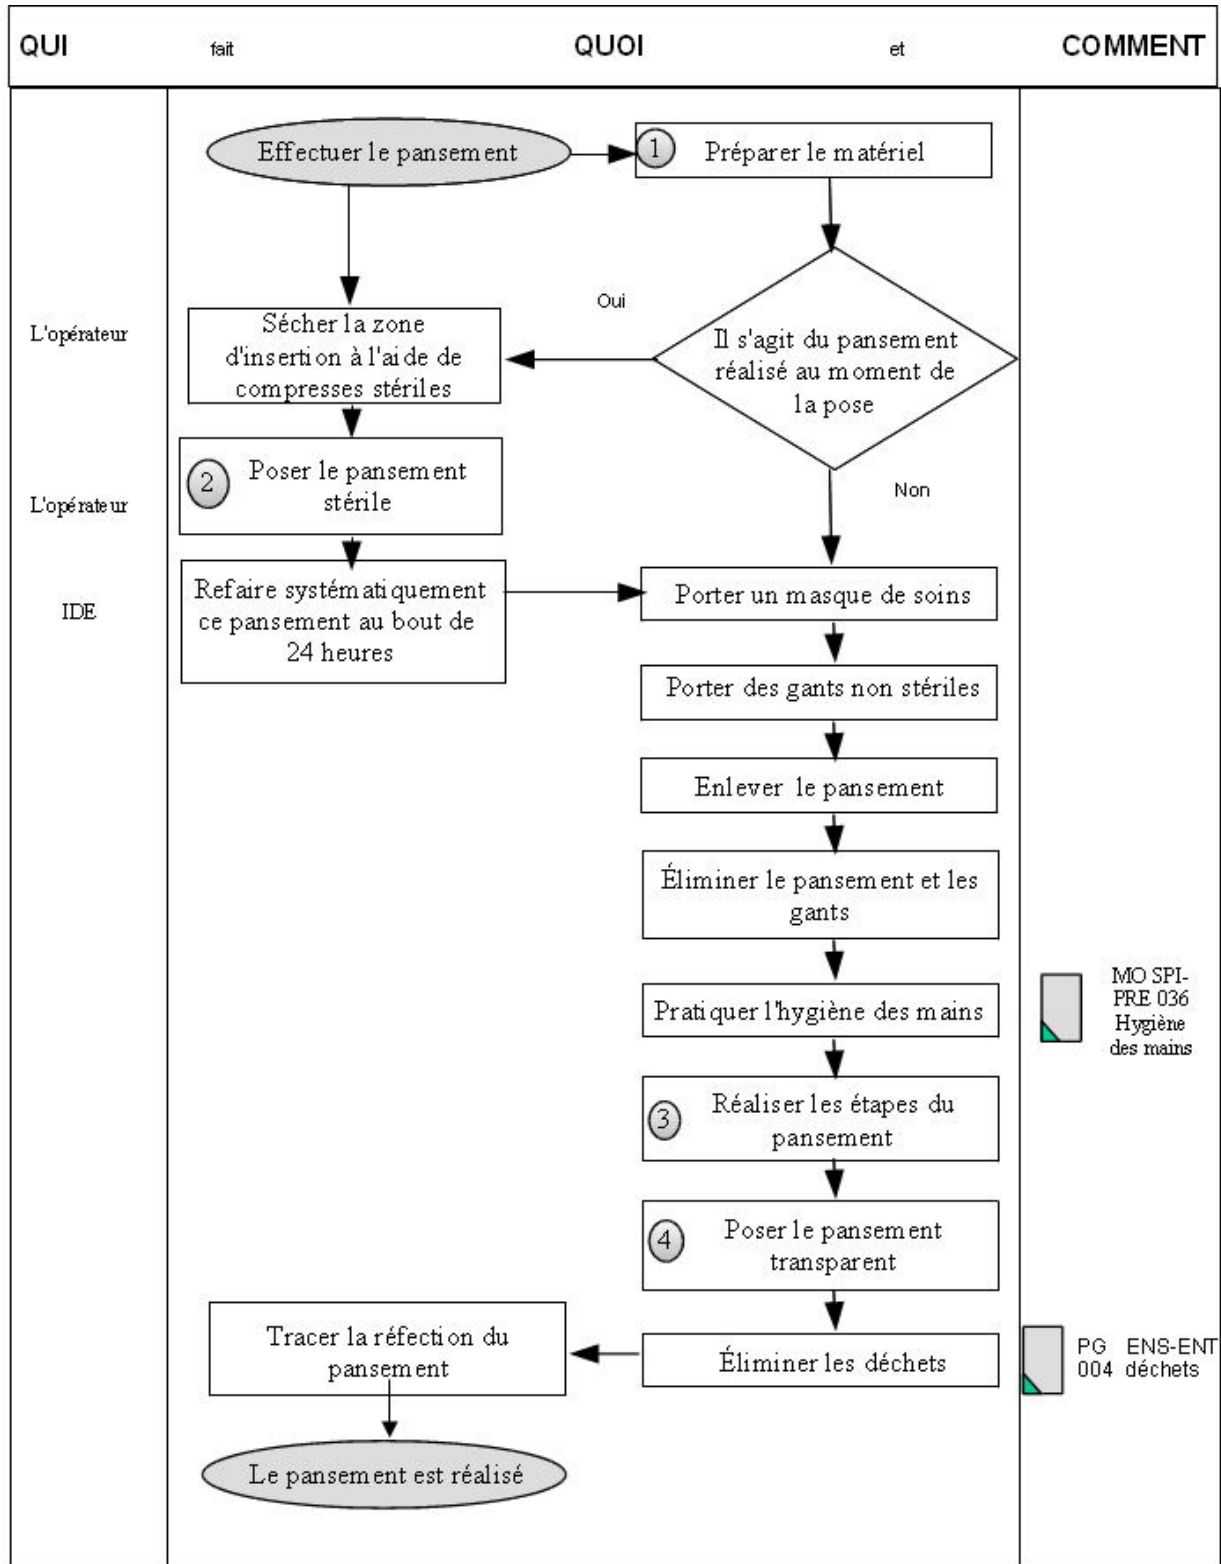 QUI fait QUOI et COMMENT
Effectuer le pansement
1 Préparer le matériel
L'opérateur
Sécher la zone
d'insertion à l'aide de
compresses stériles
Oui
Il s'agit du pansement
réalisé au moment de
la pose
L'opérateur
2 Poser le pansement
stérile
Non
IDE
Refaire systématiquement
ce pansement au bout de
24 heures
Porter un masque de soins
Porter des gants non stériles
Enlever le pansement
Éliminer le pansement et les
gants
Pratiquer l'hygiène des mains
MO SPI-
PRE 036
Hygiène
des mains
3 Réaliser les étapes du
pansement
4 Poser le pansement
transparent
Tracer la réfection du
pansement
Éliminer les déchets
PG ENS-ENT
004 déchets
Le pansement est réalisé